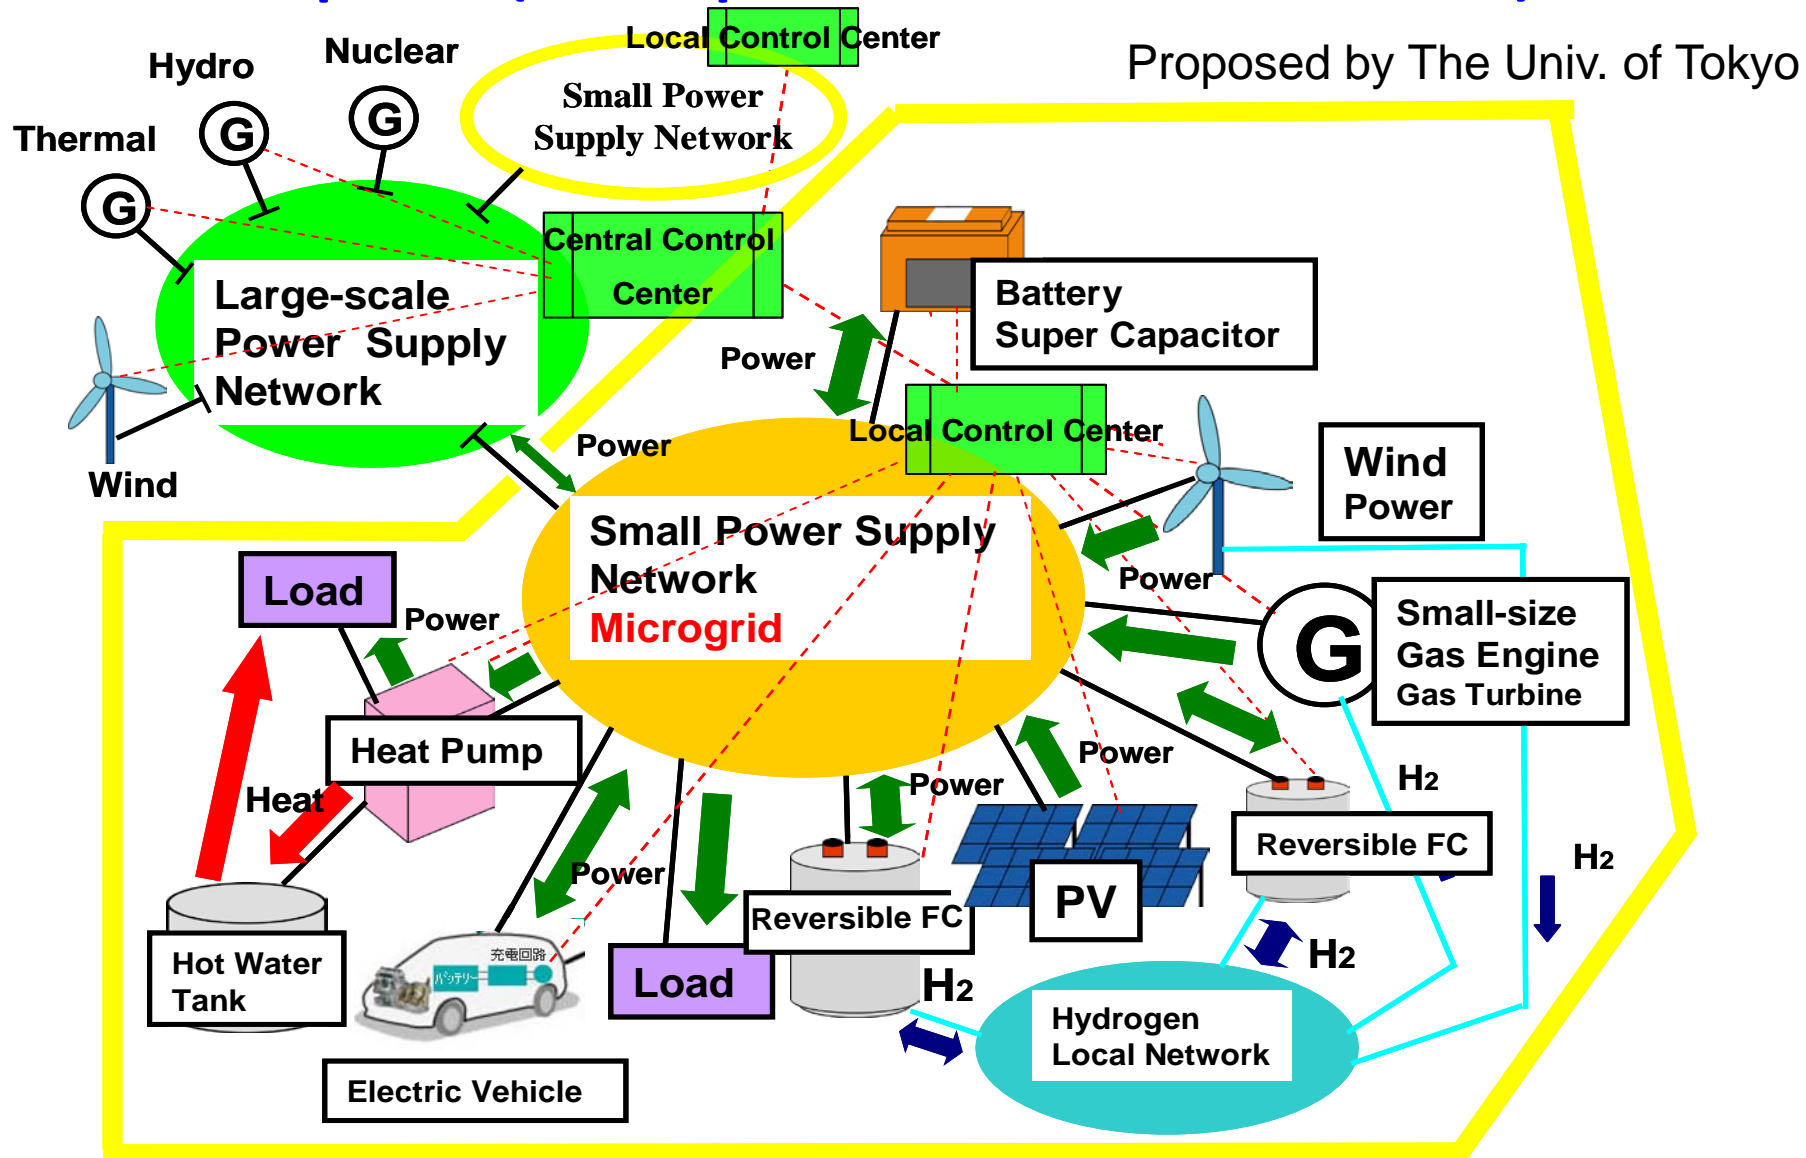 Local Control Center
Proposed by The Univ. of Tokyo
Nuclear
Hydro
Thermal
G
G
G
Small Power
Supply Network
Central Control
Center
Large-scale
Power Supply
Network
Wind
Battery
Super Capacitor
Power
Power
Local Control Center
Wind
Power
Small Power Supply
Network
Microgrid
Power
Load
Power
G
Small-size
Gas Engine
Gas Turbine
Heat Pump
Heat
Power
Power
Power
H2
Reversible FC
H2
PV
Reversible FC
Hot Water
Tank
充電回路
バッテリー
Load
H2
H2
Hydrogen
Local Network
Electric Vehicle